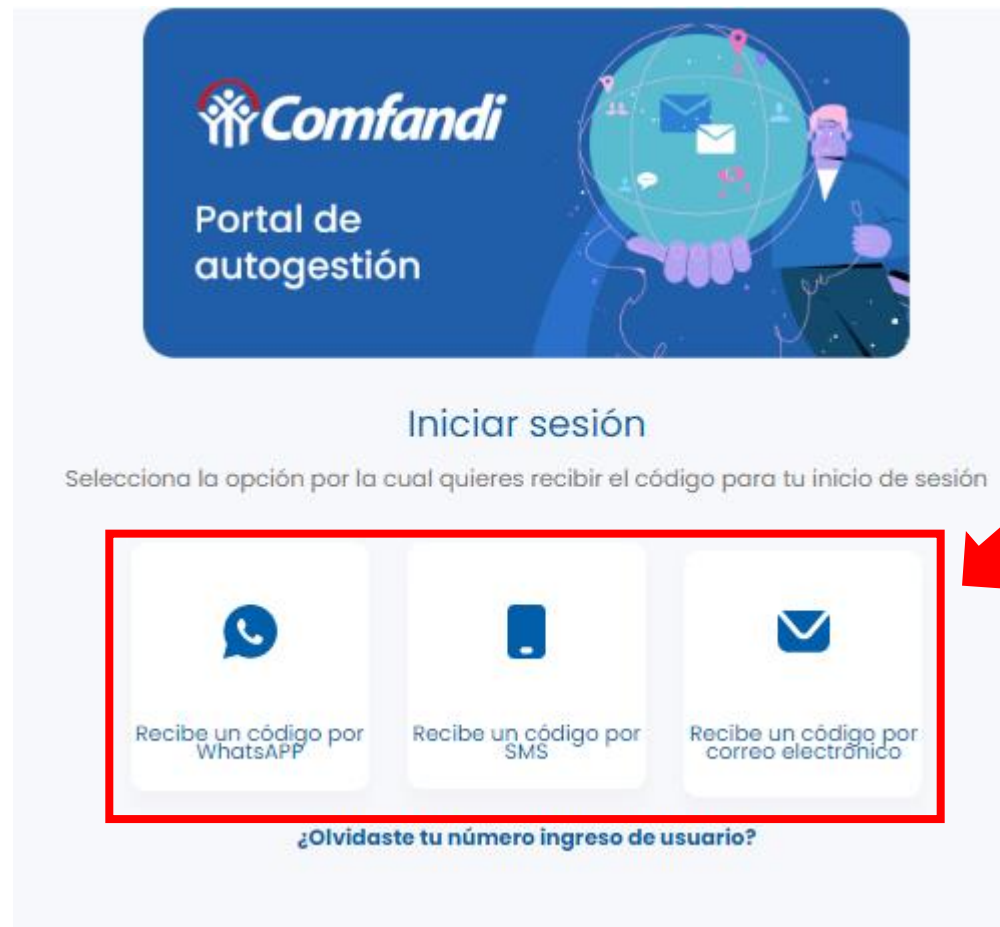 Comfandi
Portal de
autogestión
Iniciar sesión
Selecciona la opción por la cual quieres recibir el código para tu inicio de sesión
Recibe un código por
WhatsAPP
Recibe un código por
SMS
Recibe un código por
correo electrónico
¿Olvidaste tu número ingreso de usuario?